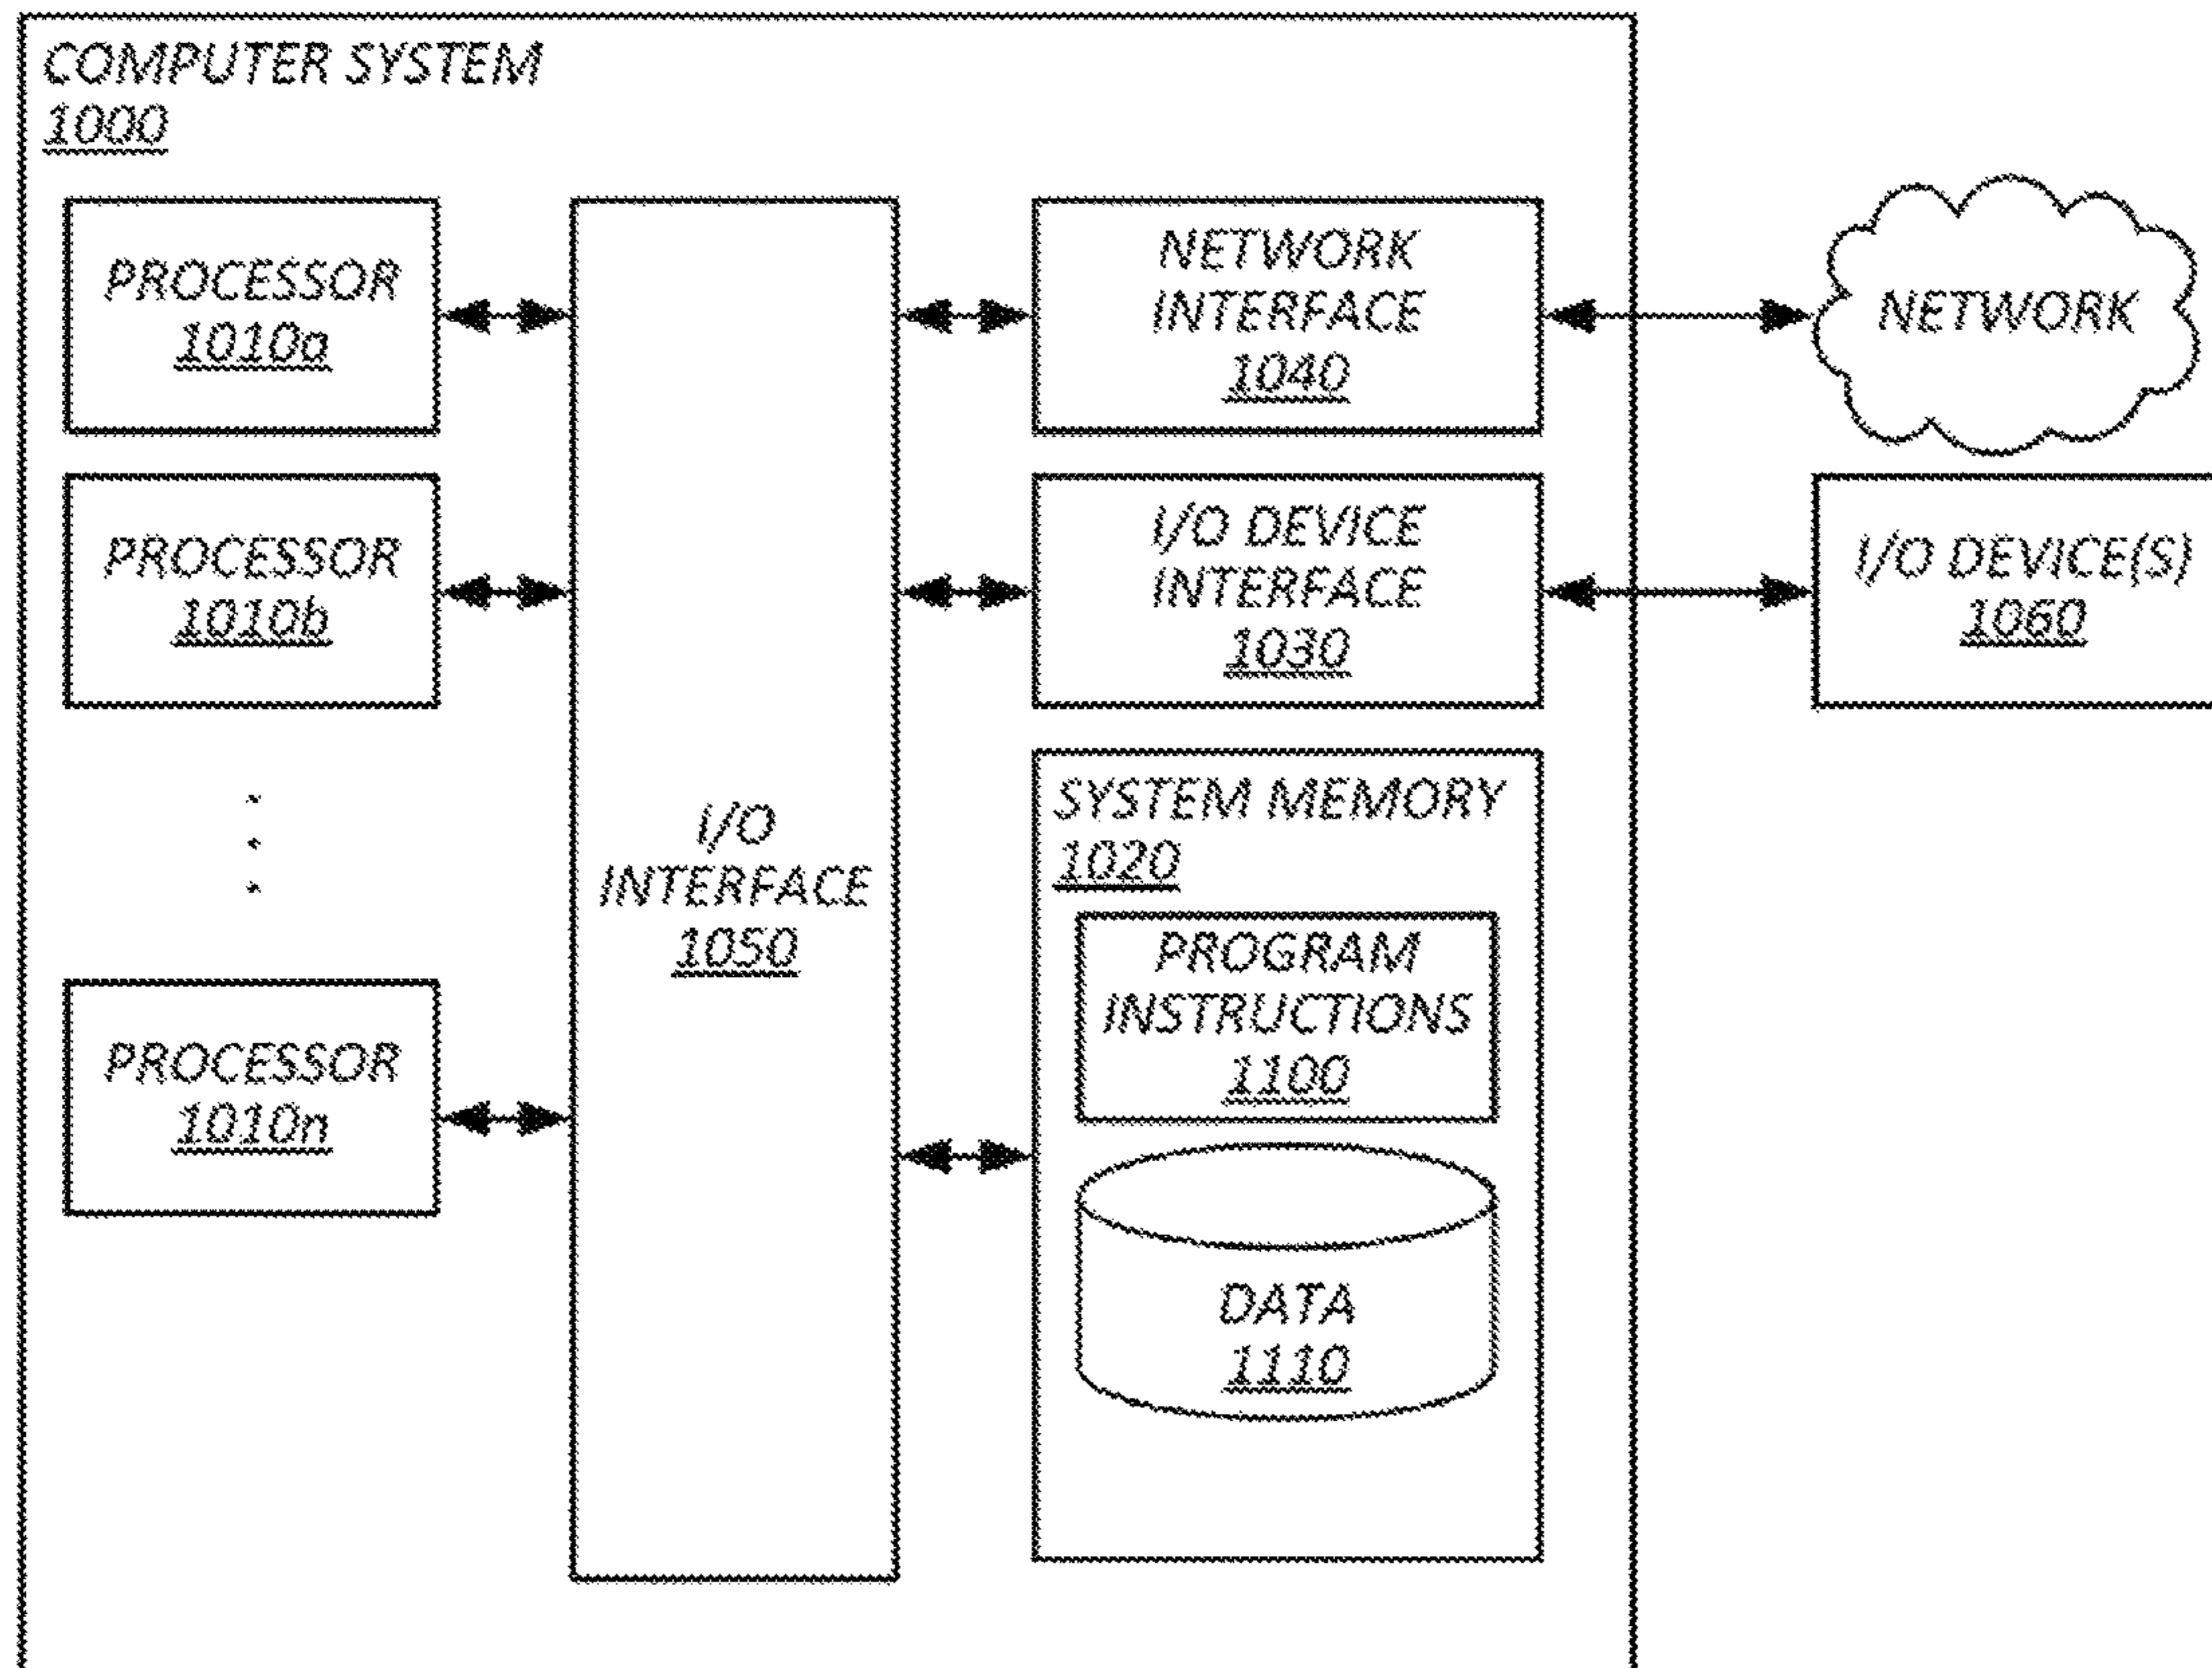 COMPUTER SYSTEM
1000
PROCESSOR
1010a
PROCESSOR
1010b
PROCESSOR
1010n
I/O
INTERFACE
1050
NETWORK
INTERFACE
1040
I/O DEVICE
INTERFACE
1030
SYSTEM MEMORY
1020
PROGRAM
INSTRUCTIONS
1100
DATA
1110
NETWORK
I/O DEVICE(S)
1060